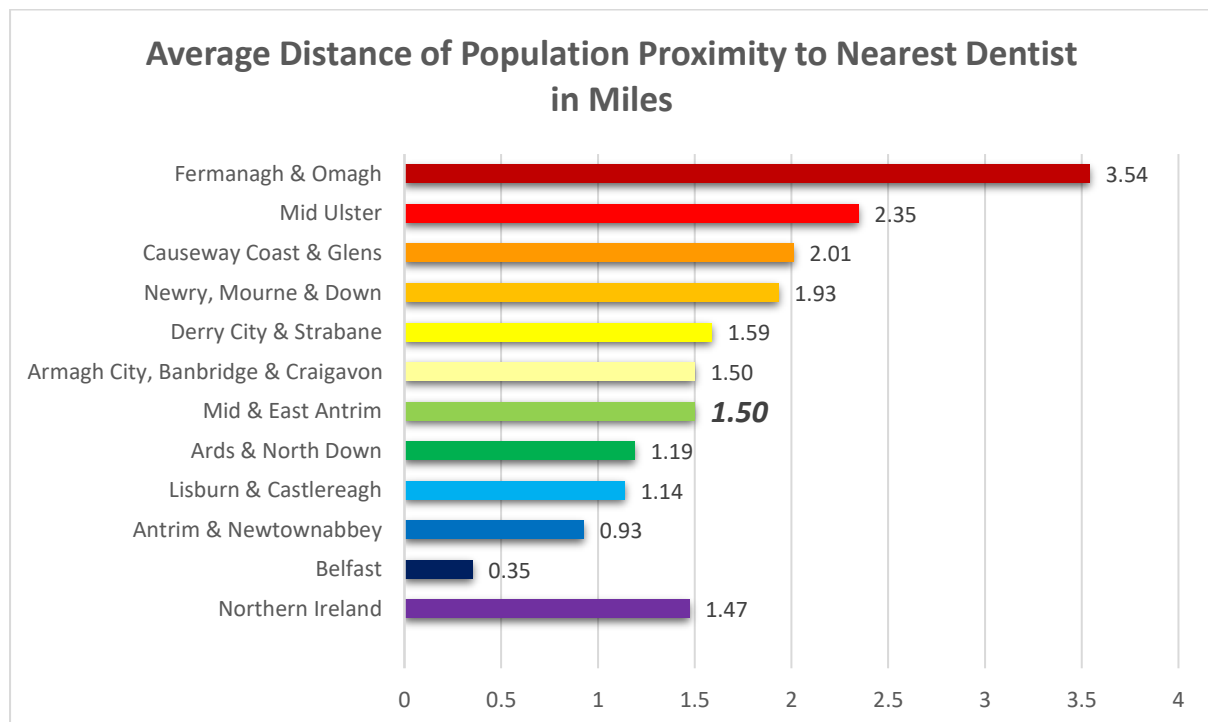 Average Distance of Population Proximity to Nearest Dentist
in Miles
Fermanagh & Omagh 3.54
Mid Ulster 2.35
Causeway Coast & Glens 2.01
Newry, Mourne & Down 1.93
Derry City & Strabane 1.59
Armagh City, Banbridge & Craigavon 1.50
Mid & East Antrim 1.50
Ards & North Down 1.19
Lisburn & Castlereagh 1.14
Antrim & Newtownabbey 0.93
Belfast 0.35
Northern Ireland 1.47
0 0.5 1 1.5 2 2.5 3 3.5 4